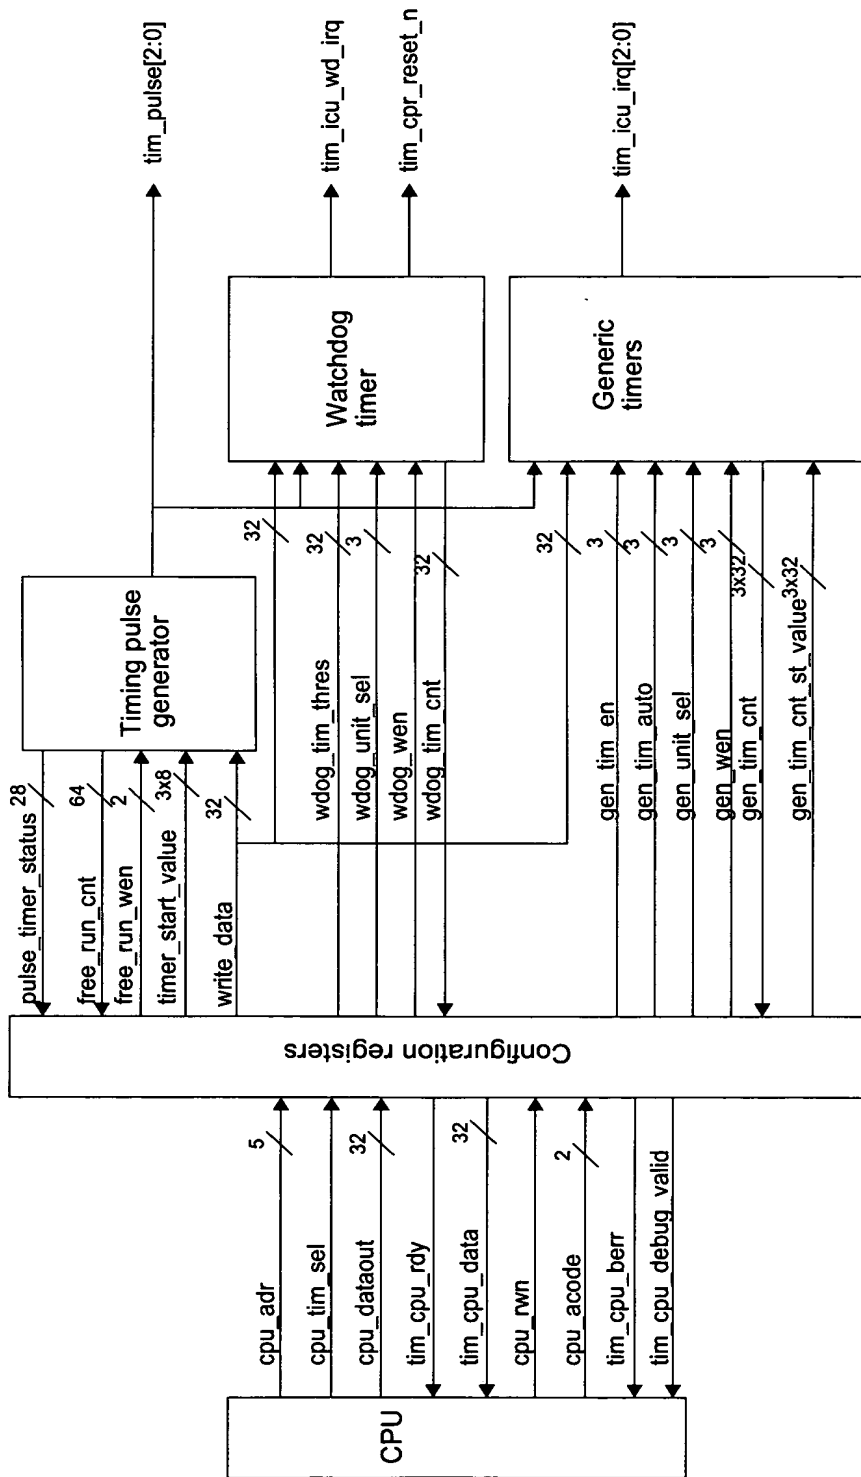 CPU
cpu_adr
5
cpu_tim_sel
cpu_dataout
32
tim_cpu_rdy
tim_cpu_data
32
cpu_rwn
cpu_acode
2
tim_cpu_berr
tim_cpu_debug_valid
Configuration registers
pulse_timer_status
28
free_run_cnt
64
free_run_wen
2
timer_start_value
3x8
write_data
32
Timing pulse
generator
32
wdog_tim_thres
32
wdog_unit_sel
3
wdog_wen
wdog_tim_cnt
32
Watchdog
timer
32
gen_tim_en
3
gen_tim_auto
3
gen_unit_sel
3
gen_wen
3
gen_tim_cnt
3x32
gen_tim_cnt_st_value
3x32
Generic
timers
tim_pulse[2:0]
tim_icu_wd_irq
tim_cpr_reset_n
tim_icu_irq[2:0]